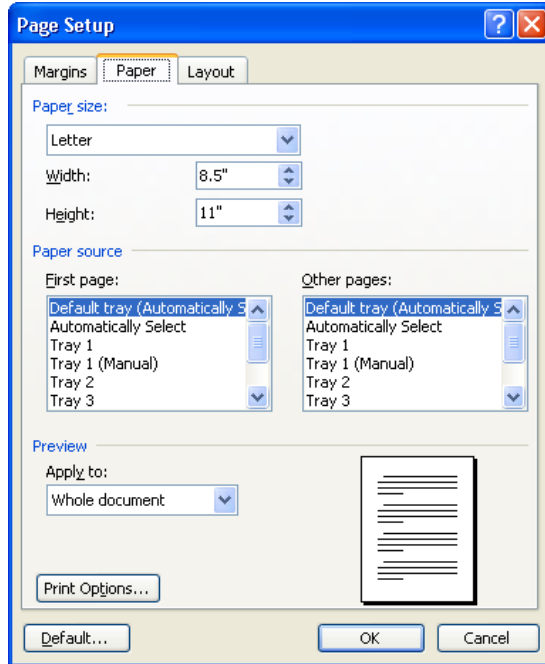 Page Setup
Margins Paper Layout
Paper size:
Letter
Width: 8.5"
Height: 11"
Paper source
First page: Other pages:
Default tray (Automatically S Default tray (Automatically S
Automatically Select Automatically Select
Tray 1 Tray 1
Tray 1 (Manual) Tray 1 (Manual)
Tray 2 Tray 2
Tray 3 Tray 3
Preview
Apply to:
Whole document
Print Options...
Default... OK Cancel